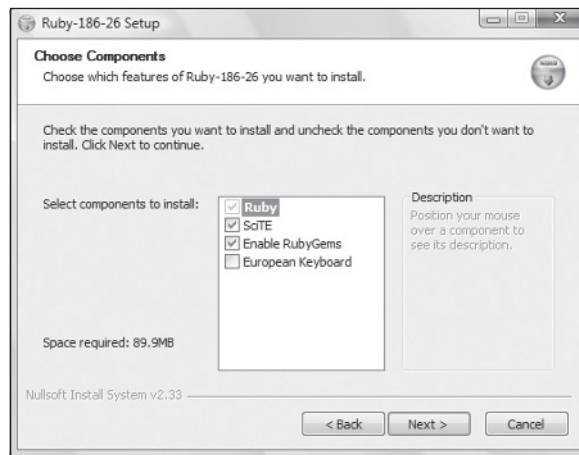 Ruby-186-26 Setup
Choose Components
Choose which features of Ruby-186-26 you want to install.
Check the components you want to install and uncheck the components you don't want to
install. Click Next to continue.
Select components to install:
Ruby
SciTE
Enable RubyGems
European Keyboard
Description
Position your mouse
over a component to
see its description.
Space required: 89.9MB
Nullsoft Install System v2.33
< Back
Next >
Cancel